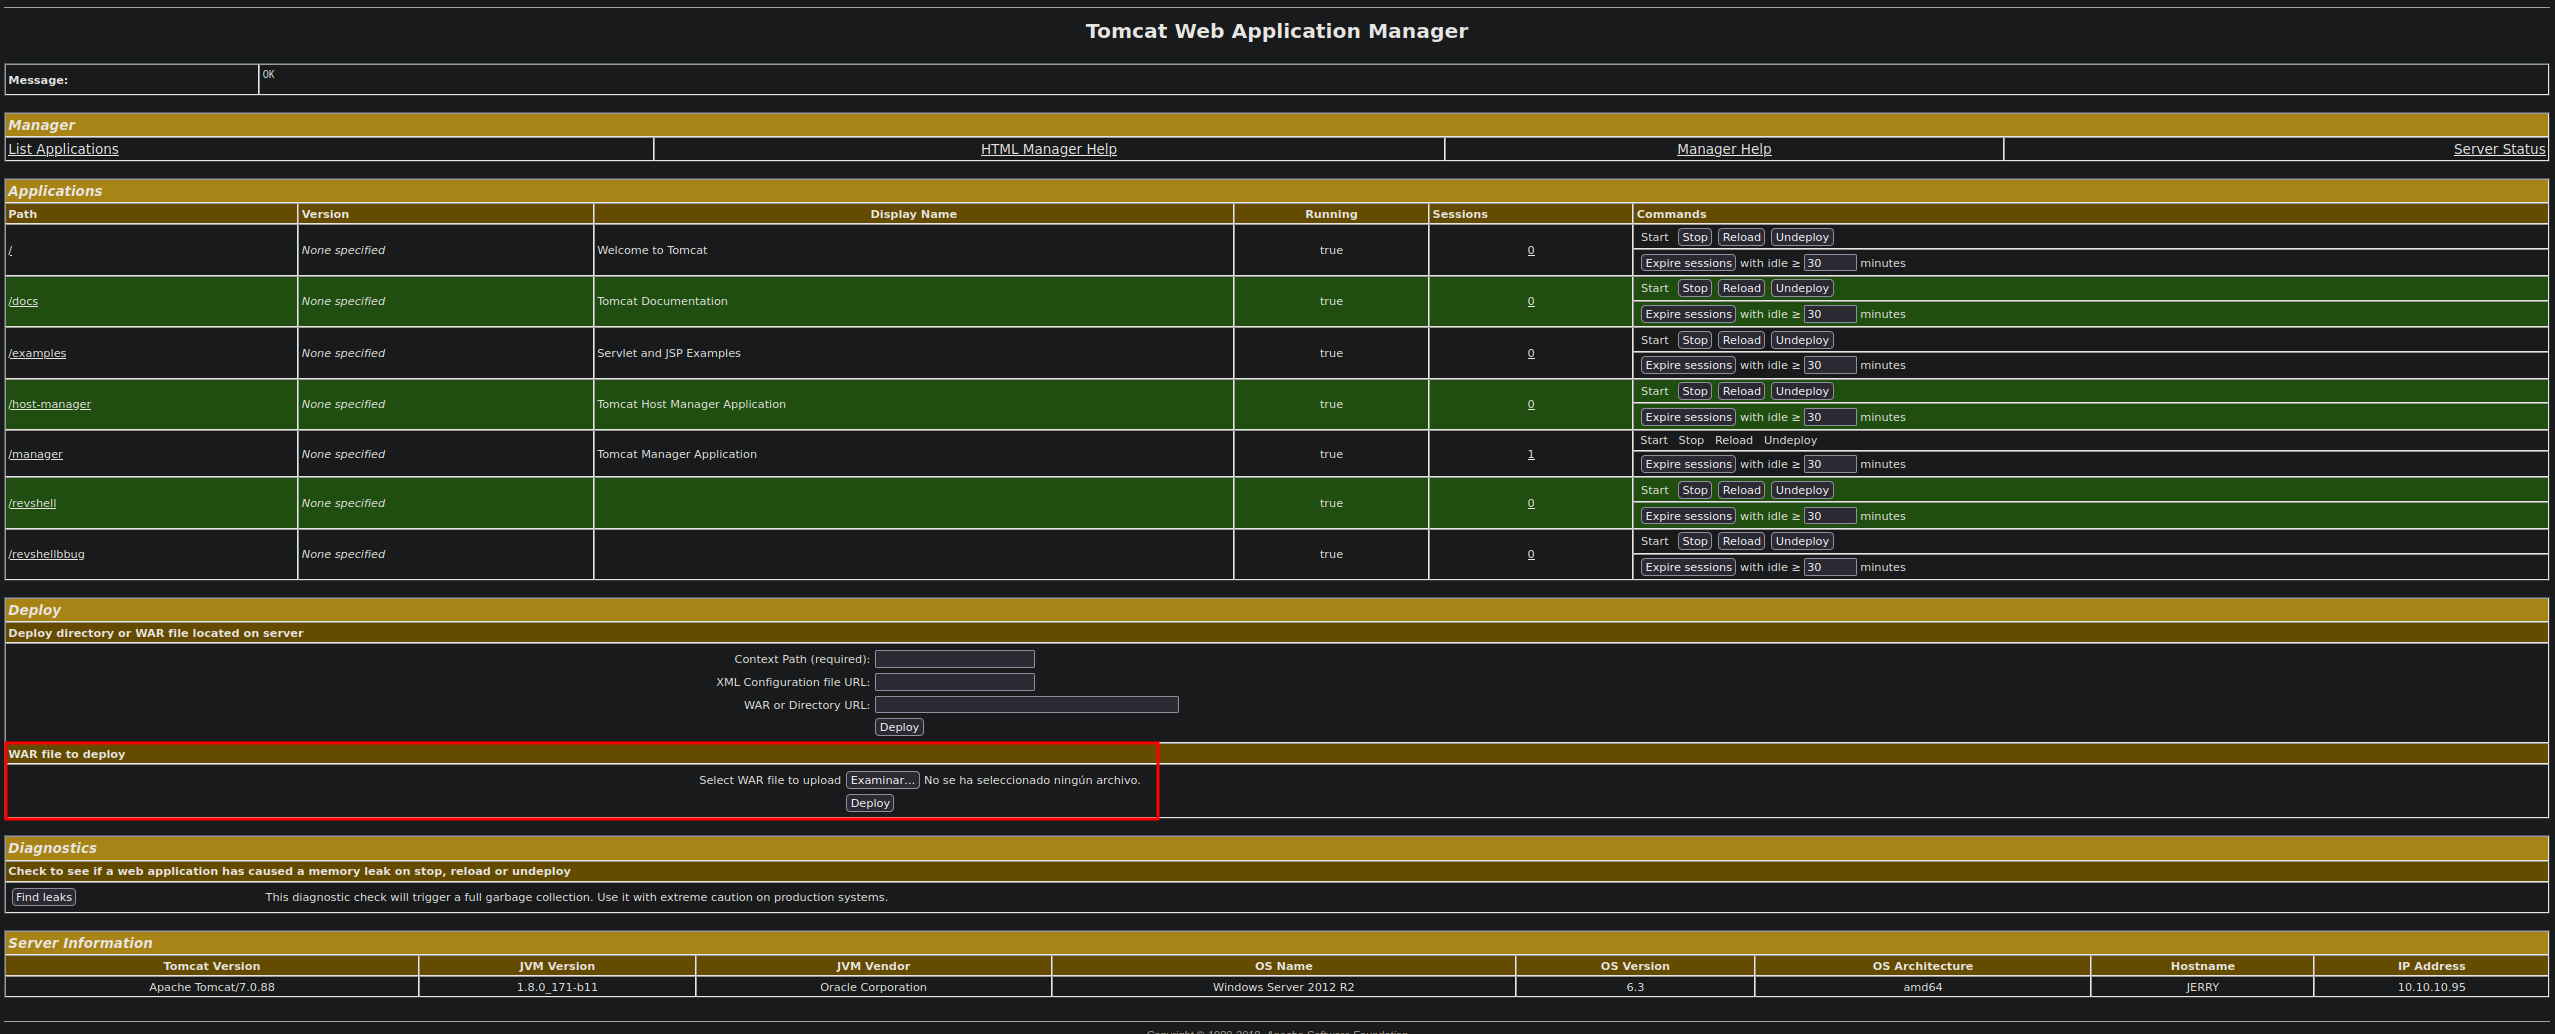 Tomcat Web Application Manager
Message: OK
Manager
List Applications HTML Manager Help Manager Help Server Status
Applications
Path Version Display Name Running Sessions Commands
/ None specified Welcome to Tomcat true 0 Start Stop Reload Undeploy
Expire sessions with idle ≥ 30 minutes
/docs None specified Tomcat Documentation true 0 Start Stop Reload Undeploy
Expire sessions with idle ≥ 30 minutes
/examples None specified Servlet and JSP Examples true 0 Start Stop Reload Undeploy
Expire sessions with idle ≥ 30 minutes
/host-manager None specified Tomcat Host Manager Application true 0 Start Stop Reload Undeploy
Expire sessions with idle ≥ 30 minutes
/manager None specified Tomcat Manager Application true 1 Start Stop Reload Undeploy
Expire sessions with idle ≥ 30 minutes
/revshell None specified true 0 Start Stop Reload Undeploy
Expire sessions with idle ≥ 30 minutes
/revshellbbug None specified true 0 Start Stop Reload Undeploy
Expire sessions with idle ≥ 30 minutes
Deploy
Deploy directory or WAR file located on server
Context Path (required):
XML Configuration file URL:
WAR or Directory URL:
Deploy
WAR file to deploy
Select WAR file to upload Examinar... No se ha seleccionado ningún archivo.
Deploy
Diagnostics
Check to see if a web application has caused a memory leak on stop, reload or undeploy
Find leaks This diagnostic check will trigger a full garbage collection. Use it with extreme caution on production systems.
Server Information
Tomcat Version JVM Version JVM Vendor OS Name OS Version OS Architecture Hostname IP Address
Apache Tomcat/7.0.88 1.8.0_171-b11 Oracle Corporation Windows Server 2012 R2 6.3 amd64 JERRY 10.10.10.95
Copyright © 1999-2018, Apache Software Foundation